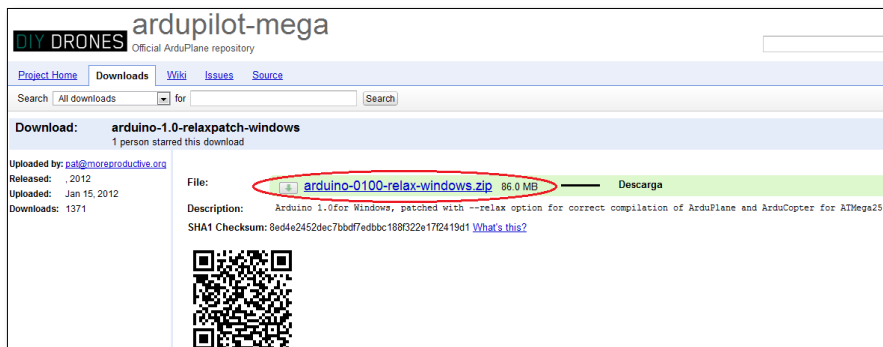 DIY DRONES
ardupilot-mega
Official ArduPlane repository
Project Home Downloads Wiki Issues Source
Search All downloads for Search
Download: arduino-1.0-relaxpatch-windows
1 person starred this download
Uploaded by: pat@moreproductive.org
Released: , 2012
Uploaded: Jan 15, 2012
Downloads: 1371
File: arduino-0100-relax-windows.zip 86.0 MB Descarga
Description: Arduino 1.0for Windows, patched with --relax option for correct compilation of ArduPlane and ArduCopter for ATMega25
SHA1 Checksum: 8ed4e2452dec7bbdf7edbbc188f322e17f2419d1 What's this?